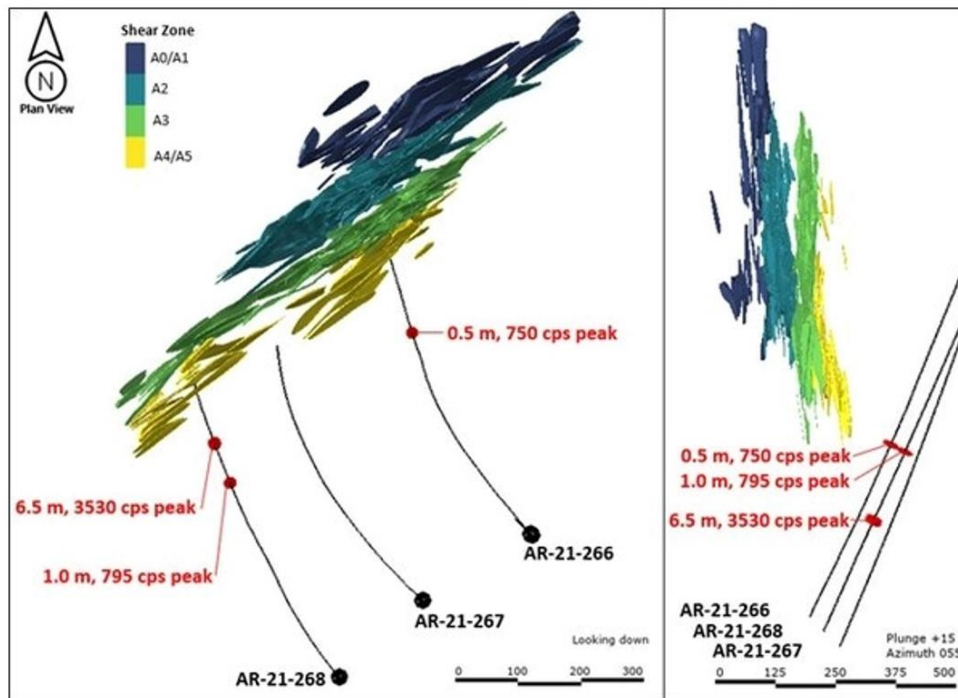 N
Plan View
Shear Zone
A0/A1
A2
A3
A4/A5
0.5 m, 750 cps peak
6.5 m, 3530 cps peak
1.0 m, 795 cps peak
AR-21-266
AR-21-267
AR-21-268
Looking down
0 100 200 300
0.5 m, 750 cps peak
1.0 m, 795 cps peak
6.5 m, 3530 cps peak
AR-21-266
AR-21-268
AR-21-267
Plunge +15
Azimuth 055
0 125 250 375 500